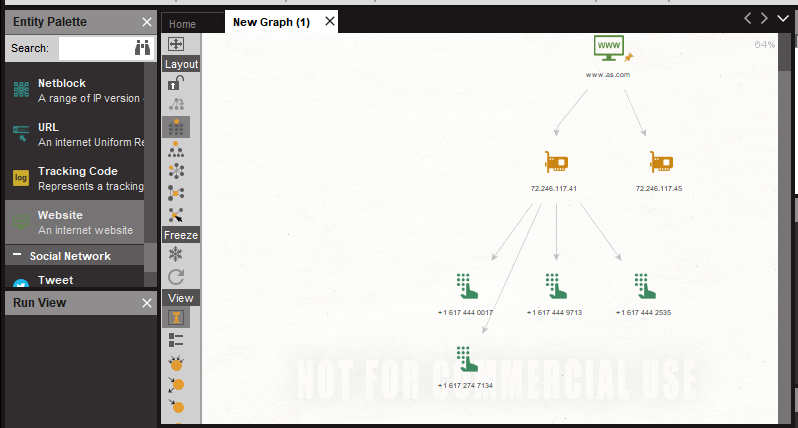 Entity Palette
Search:
Netblock
A range of IP version
URL
An internet Uniform Re
log
Tracking Code
Represents a tracking
Website
An internet website
Social Network
Tweet
Run View
Home
New Graph (1)
Layout
Freeze
View
64%
WWW
www.as.com
72.246.117.41
72.246.117.45
+1 617 444 0017
+1 617 444 9713
+1 617 444 2535
+1 617 274 7134
NOT FOR COMMERCIAL USE